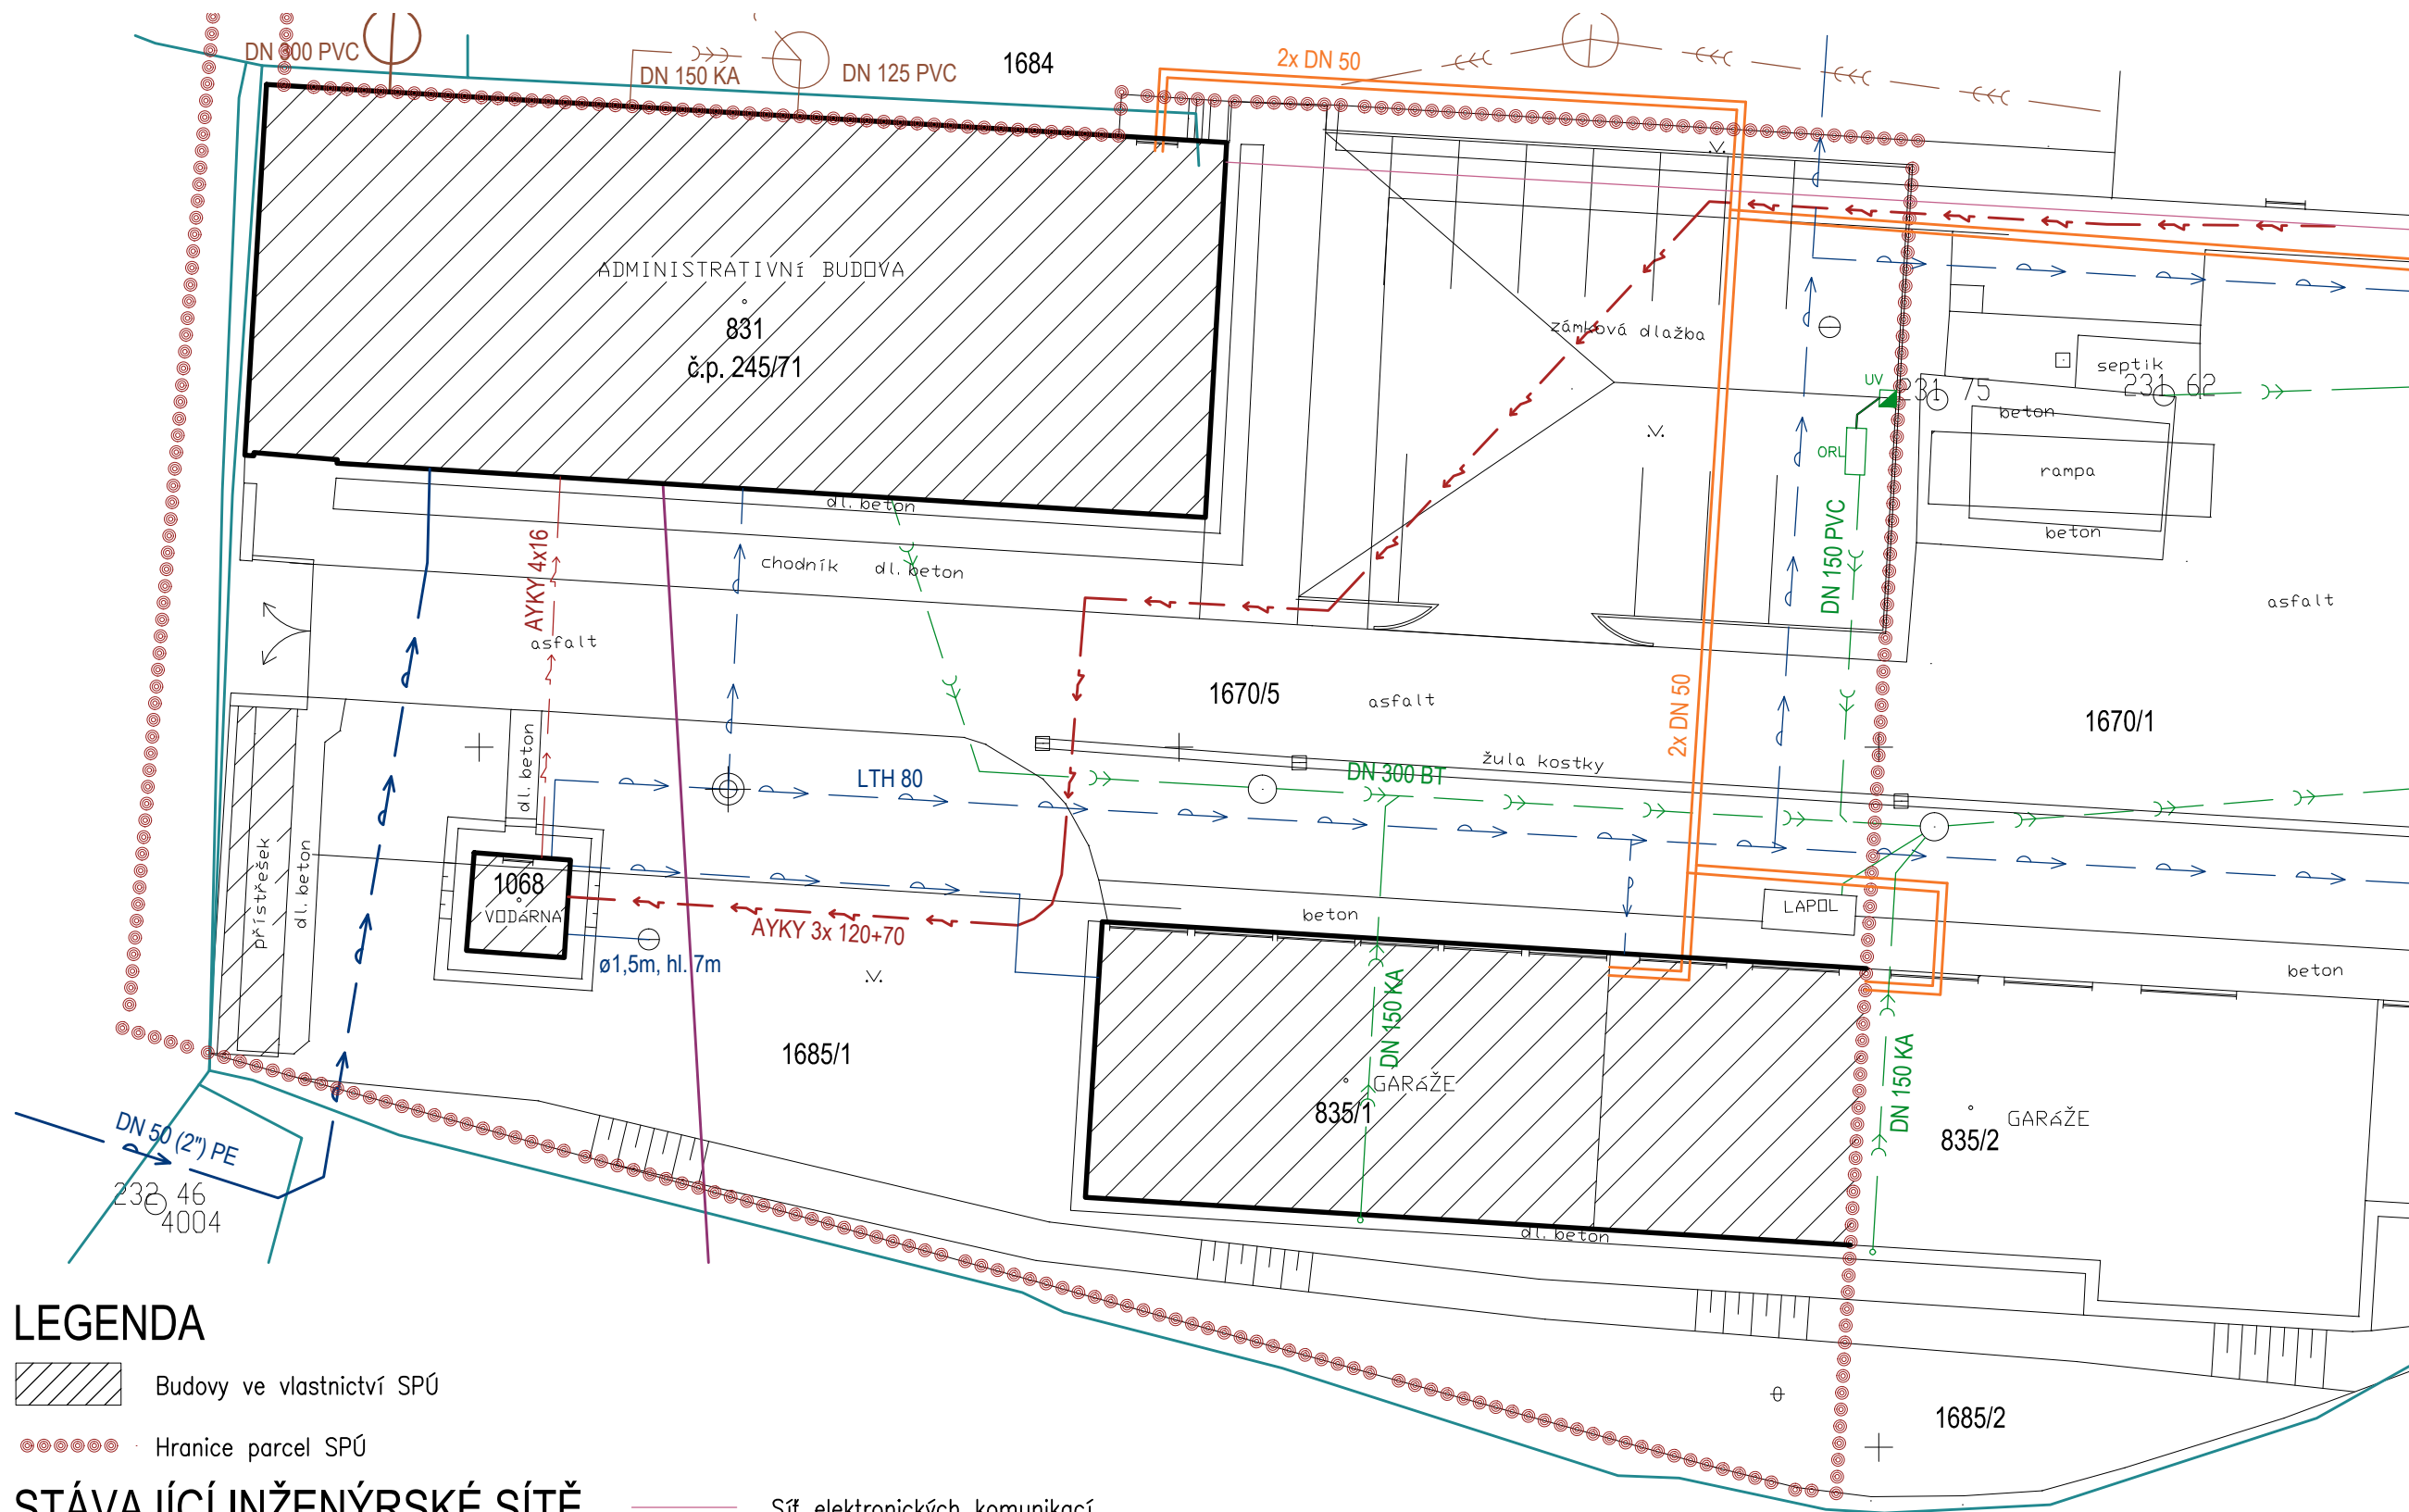 DN 300 PVC
DN 150 KA
DN 125 PVC
1684
2x DN 50
ADMINISTRATIVNí BUDOVA
831
č.p. 245/71
zámková dlažba
septik
UV
231 75
231 62
beton
ORL
rampa
beton
DN 150 PVC
dl. beton
chodník
dl. beton
AYKY 4x16
asfalt
asfalt
1670/5
asfalt
2x DN 50
1670/1
dl. beton
LTH 80
žula kostky
DN 300 BT
přístřešek
dl. beton
1068
VODáRNA
AYKY 3x 120+70
ø1,5m, hl. 7m
beton
LAPOL
beton
DN 150 KA
1685/1
GARáŽE
835/1
DN 150 KA
GARáŽE
835/2
DN 50 (2") PE
232 46
4004
dl. beton
1685/2
LEGENDA
Budovy ve vlastnictví SPÚ
Hranice parcel SPÚ
STÁVAJÍCÍ INŽENÝRSKÉ SÍTĚ
Síť elektronických komunikací